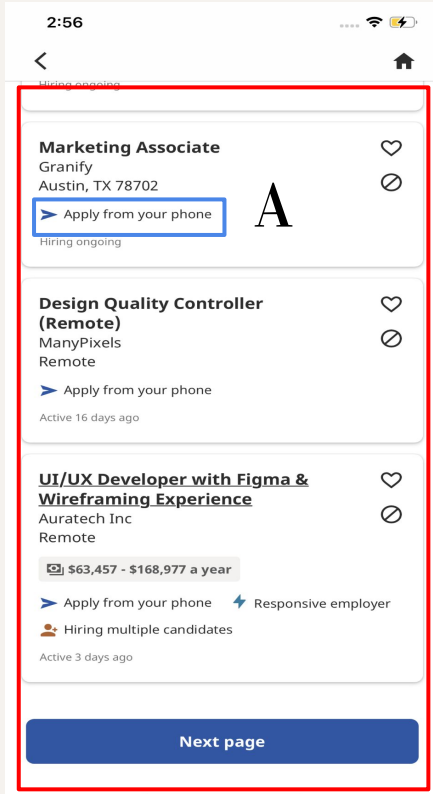 2:56
Hiring ongoing
Marketing Associate
Granify
Austin, TX 78702
Apply from your phone
A
Hiring ongoing
Design Quality Controller
(Remote)
ManyPixels
Remote
Apply from your phone
Active 16 days ago
UI/UX Developer with Figma &
Wireframing Experience
Auratech Inc
Remote
$63,457 - $168,977 a year
Apply from your phone Responsive employer
Hiring multiple candidates
Active 3 days ago
Next page